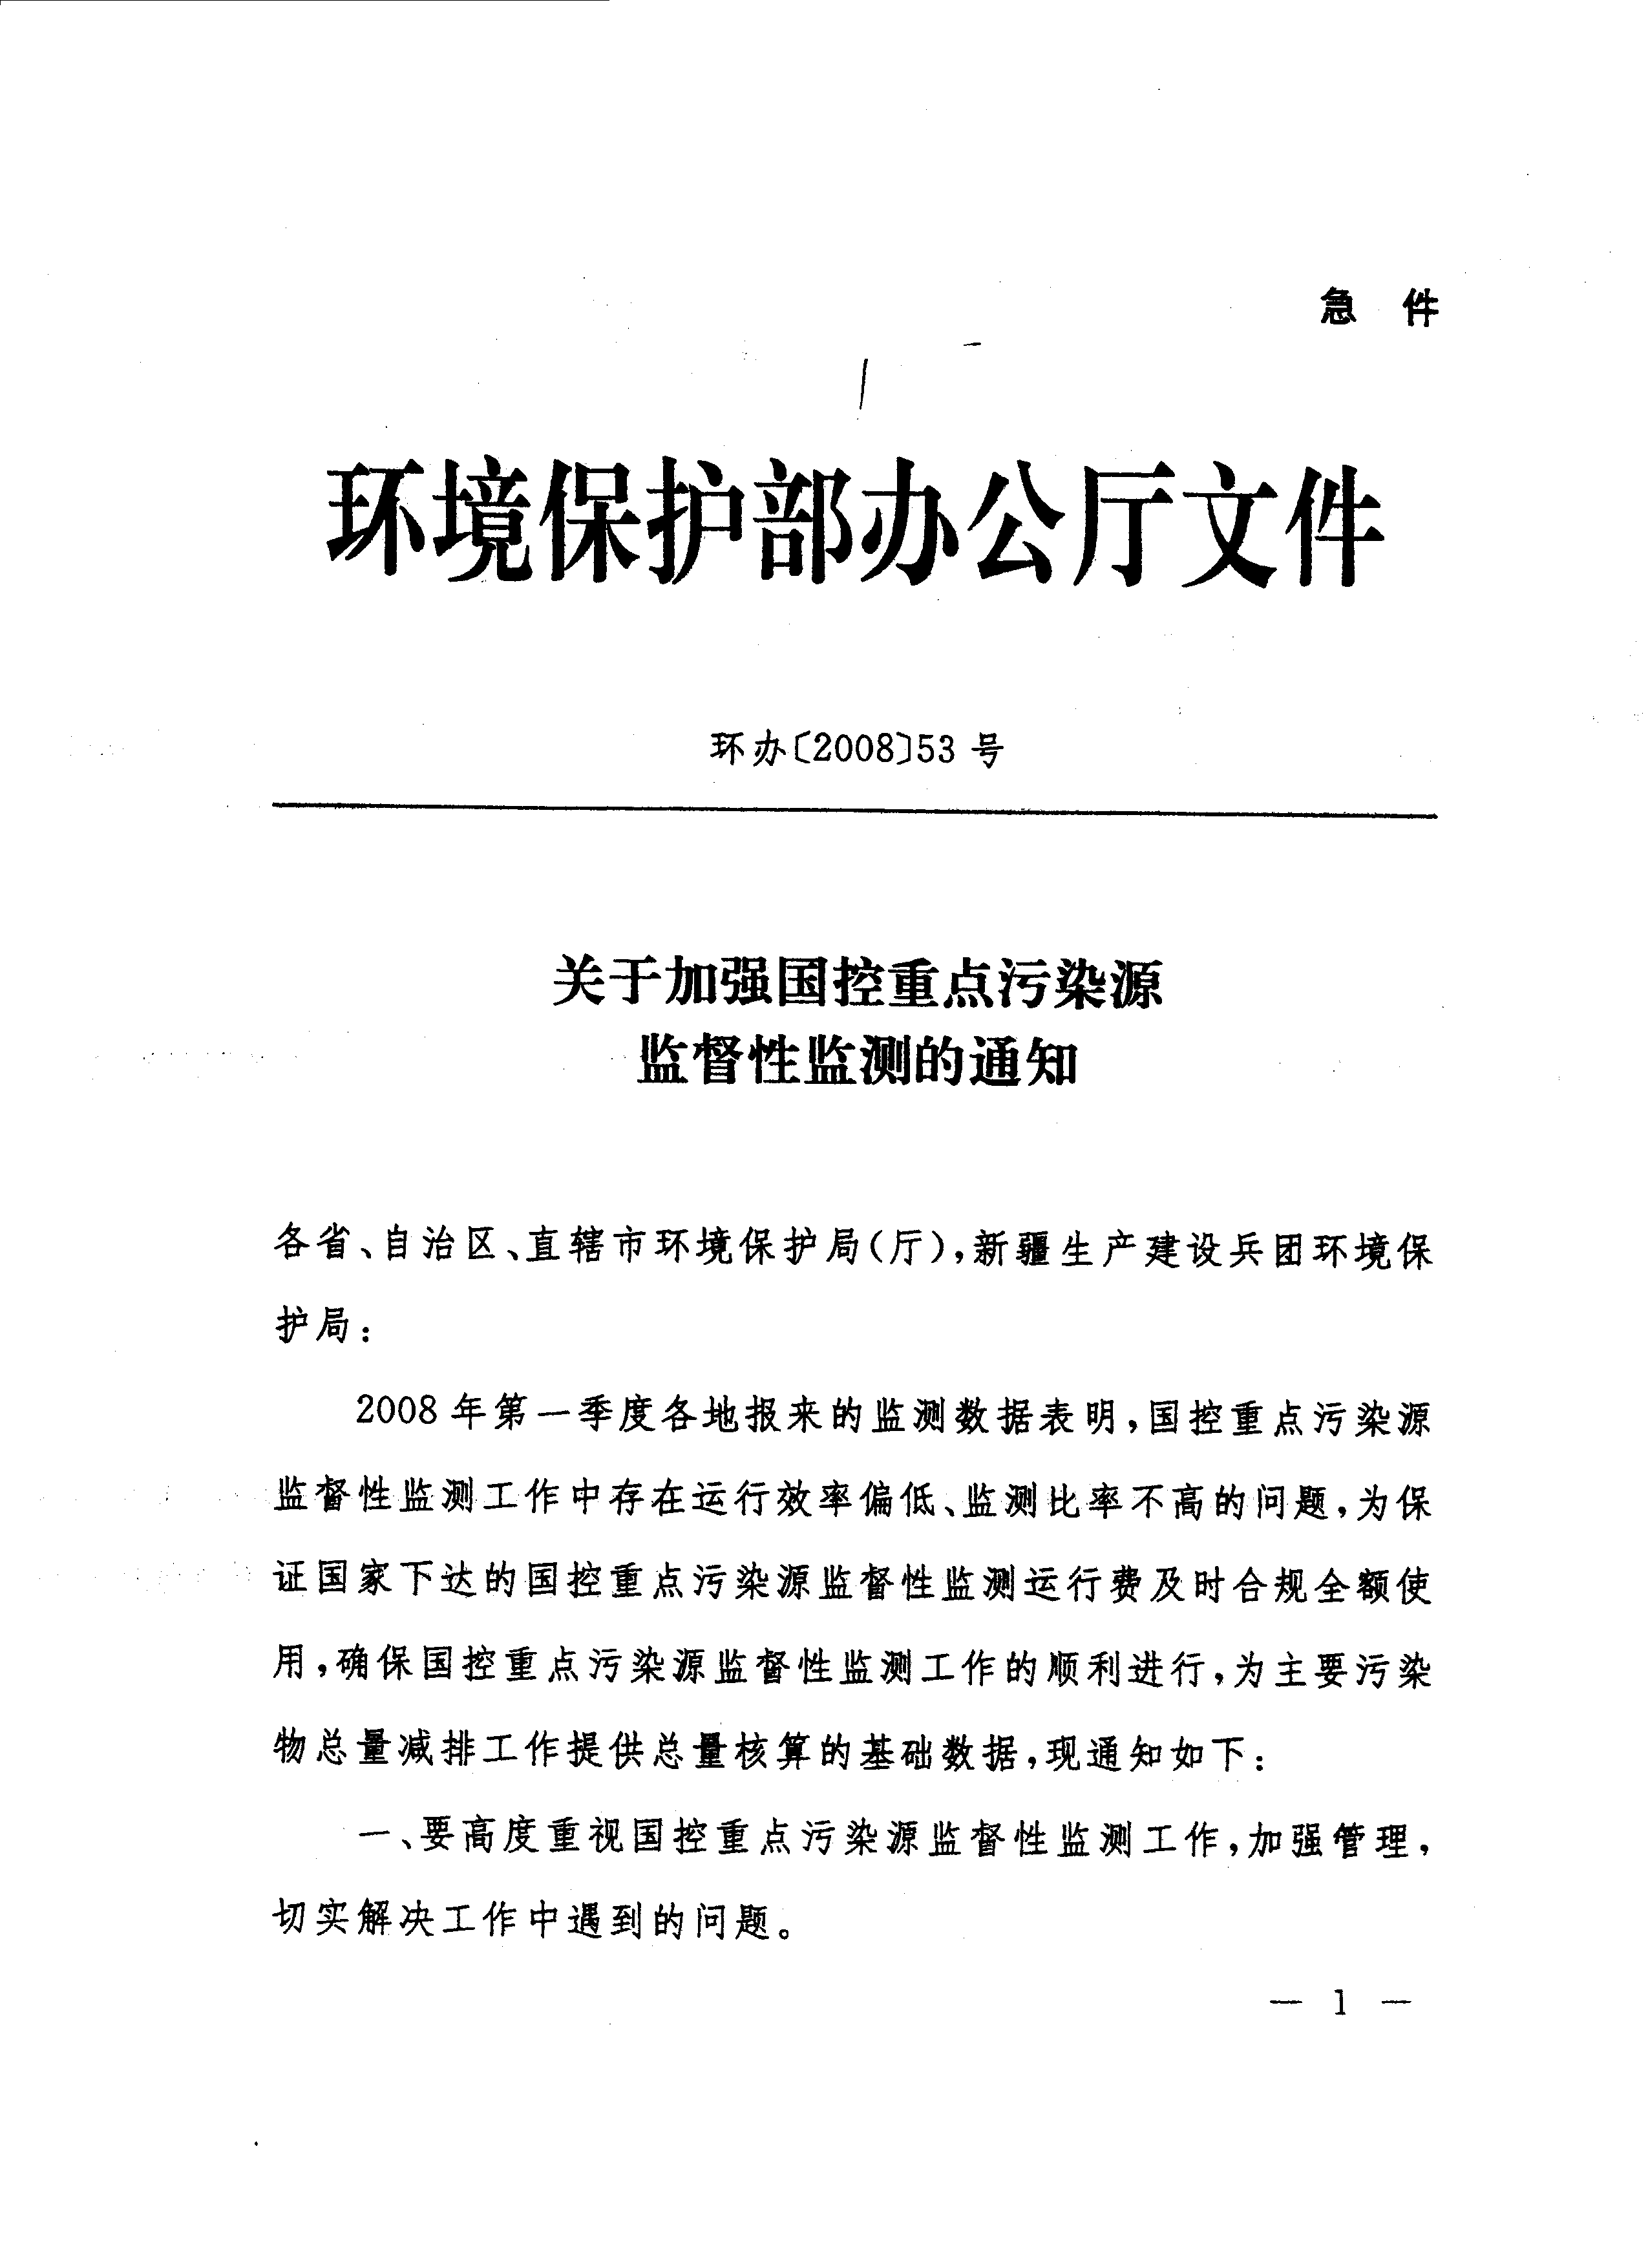 急 件
环境保护部办公厅文件
环办〔2008〕53 号
关于加强国控重点污染源
监督性监测的通知
各省、自治区、直辖市环境保护局(厅),新疆生产建设兵团环境保
护局:
2008 年第一季度各地报来的监测数据表明,国控重点污染源
监督性监测工作中存在运行效率偏低、监测比率不高的问题,为保
证国家下达的国控重点污染源监督性监测运行费及时合规全额使
用,确保国控重点污染源监督性监测工作的顺利进行,为主要污染
物总量减排工作提供总量核算的基础数据,现通知如下:
一、要高度重视国控重点污染源监督性监测工作,加强管理,
切实解决工作中遇到的问题。
— 1 —